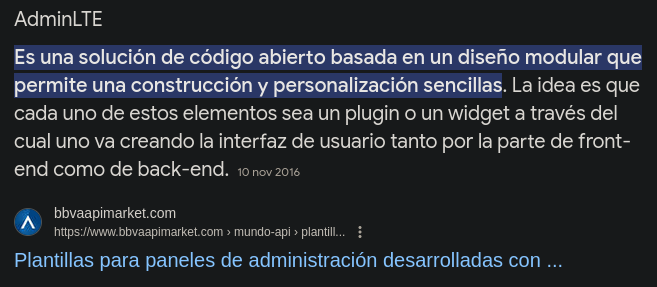 AdminLTE
Es una solución de código abierto basada en un diseño modular que
permite una construcción y personalización sencillas. La idea es que
cada uno de estos elementos sea un plugin o un widget a través del
cual uno va creando la interfaz de usuario tanto por la parte de front-
end como de back-end. 10 nov 2016
bbvaapimarket.com
https://www.bbvaapimarket.com › mundo-api › plantill...
Plantillas para paneles de administración desarrolladas con ...